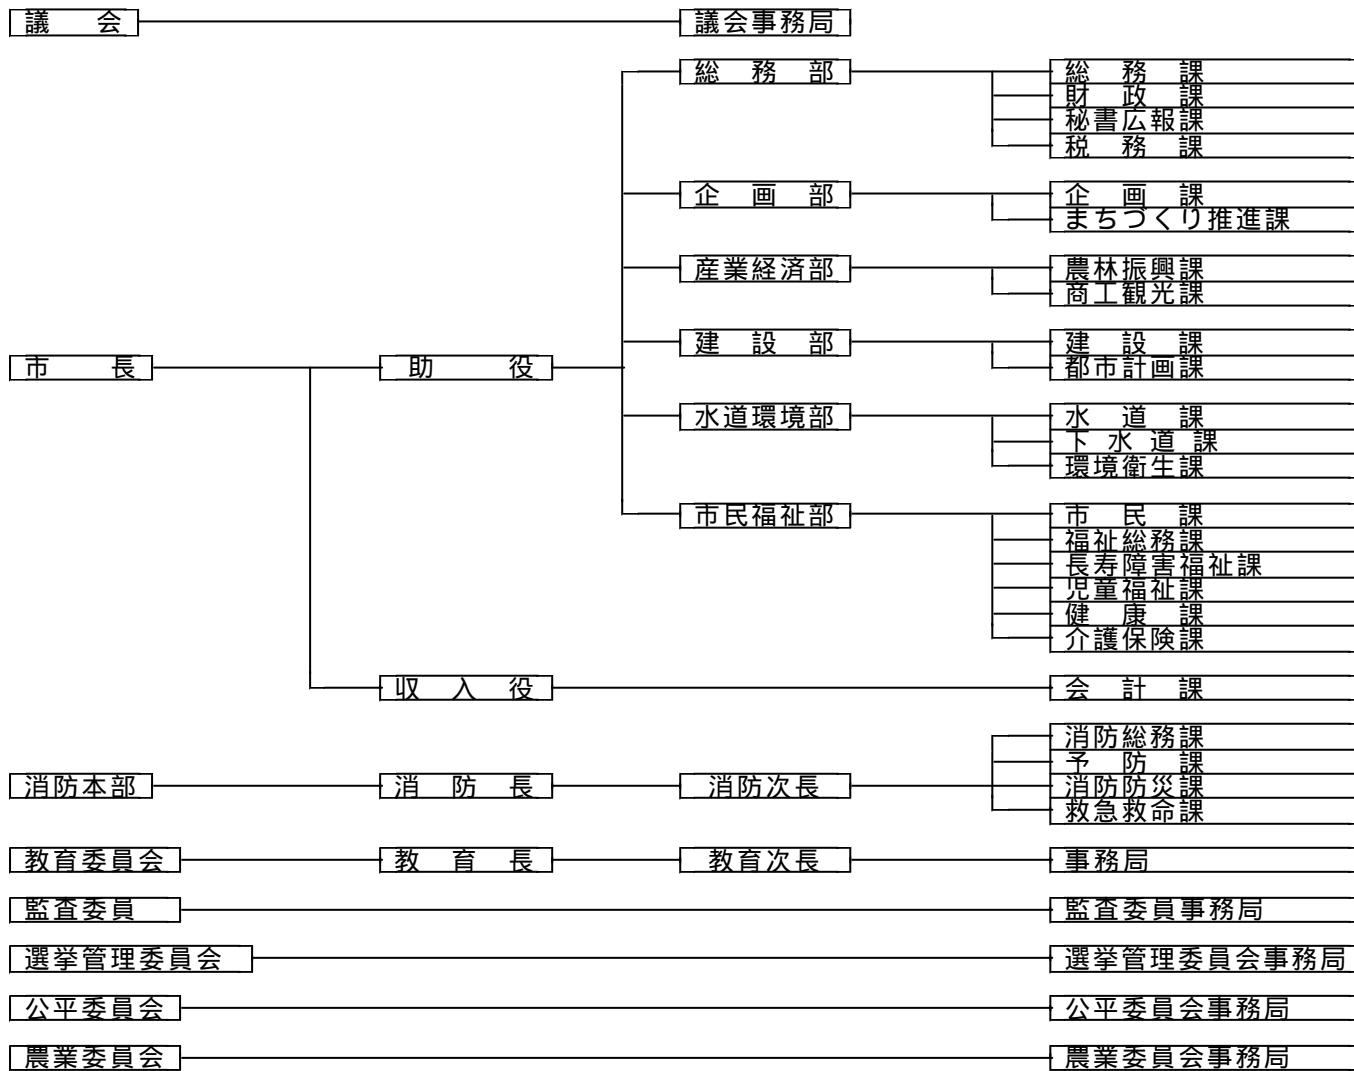 議会 議会事務局
総務部 総務課
財政課
秘書広報課
税務課
企画部 企画課
まちづくり推進課
産業経済部 農林振興課
商工観光課
建設部 建設課
市長 助役 都市計画課
水道環境部 水道課
下水道課
環境衛生課
市民福祉部 市民課
福祉総務課
長寿障害福祉課
児童福祉課
健康課
介護保険課
収入役 会計課
消防総務課
予防課
消防本部 消防長 消防次長 消防防災課
救急救命課
教育委員会 教育長 教育次長 事務局
監査委員 監査委員事務局
選挙管理委員会 選挙管理委員会事務局
公平委員会 公平委員会事務局
農業委員会 農業委員会事務局